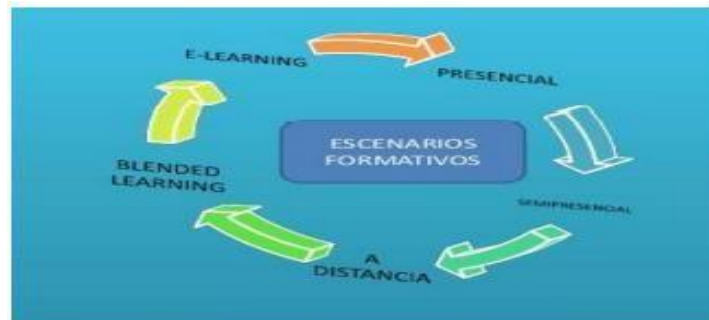 E-LEARNING
PRESENCIAL
ESCENARIOS
FORMATIVOS
BLENDED
LEARNING
SEMIPRESENCIAL
A
DISTANCIA